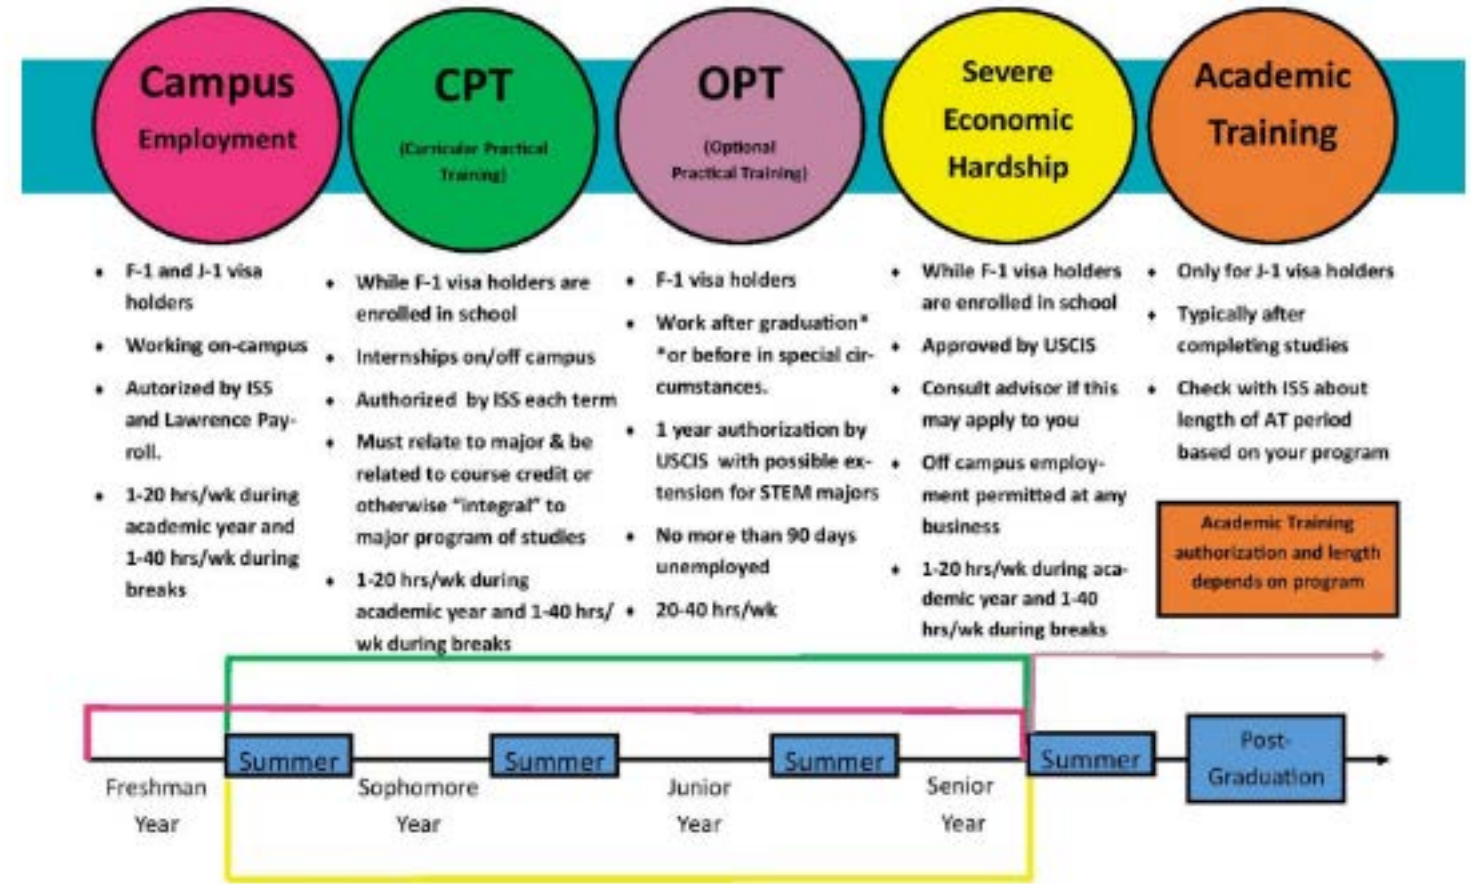 Campus
Employment
CPT
(Curricular Practical
Training)
OPT
(Optional
Practical Training)
Severe
Economic
Hardship
Academic
Training
• F-1 and J-1 visa
holders
• Working on-campus
• Autorized by ISS
and Lawrence Pay-
roll.
• 1-20 hrs/wk during
academic year and
1-40 hrs/wk during
breaks
• While F-1 visa holders are
enrolled in school
• Internships on/off campus
• Authorized by ISS each term
• Must relate to major & be
related to course credit or
otherwise "integral" to
major program of studies
• 1-20 hrs/wk during
academic year and 1-40 hrs/
wk during breaks
• F-1 visa holders
• Work after graduation*
*or before in special cir-
cumstances.
• 1 year authorization by
USCIS with possible ex-
tension for STEM majors
• No more than 90 days
unemployed
• 20-40 hrs/wk
• While F-1 visa holders
are enrolled in school
• Approved by USCIS
• Consult advisor if this
may apply to you
• Off campus employ-
ment permitted at any
business
• 1-20 hrs/wk during aca-
demic year and 1-40
hrs/wk during breaks
• Only for J-1 visa holders
• Typically after
completing studies
• Check with ISS about
length of AT period
based on your program
Academic Training
authorization and length
depends on program
Freshman
Year
Summer
Sophomore
Year
Summer
Junior
Year
Summer
Senior
Year
Summer
Post-
Graduation